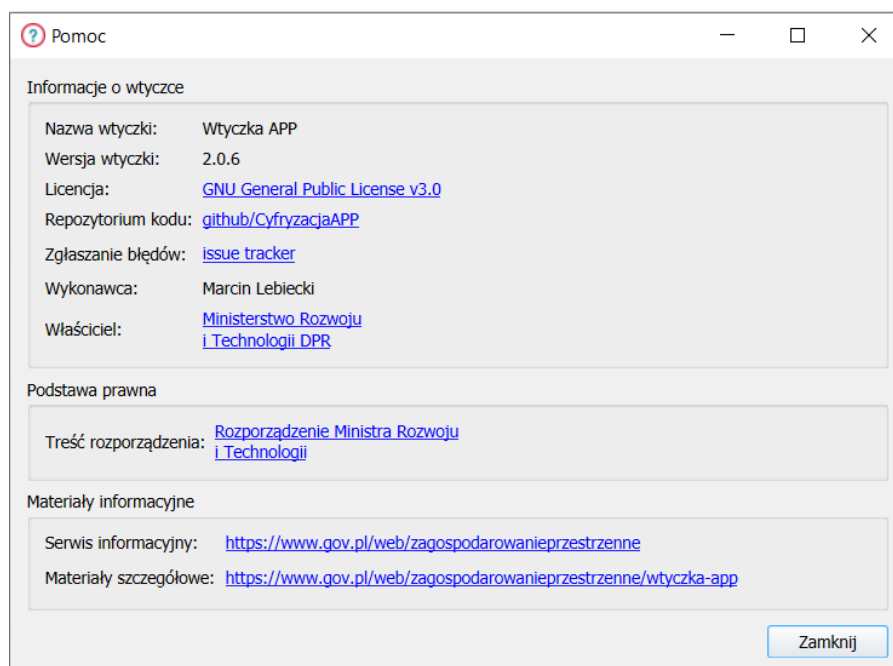 Pomoc
Informacje o wtyczce
Nazwa wtyczki: Wtyczka APP
Wersja wtyczki: 2.0.6
Licencja: GNU General Public License v3.0
Repozytorium kodu: github/CyfryzacjaAPP
Zgłaszanie błędów: issue tracker
Wykonawca: Marcin Lebiecki
Właściciel: Ministerstwo Rozwoju
i Technologii DPR
Podstawa prawna
Treść rozporządzenia: Rozporządzenie Ministra Rozwoju
i Technologii
Materiały informacyjne
Serwis informacyjny: https://www.gov.pl/web/zagospodarowanieprzestrzenne
Materiały szczegółowe: https://www.gov.pl/web/zagospodarowanieprzestrzenne/wtyczka-app
Zamknij